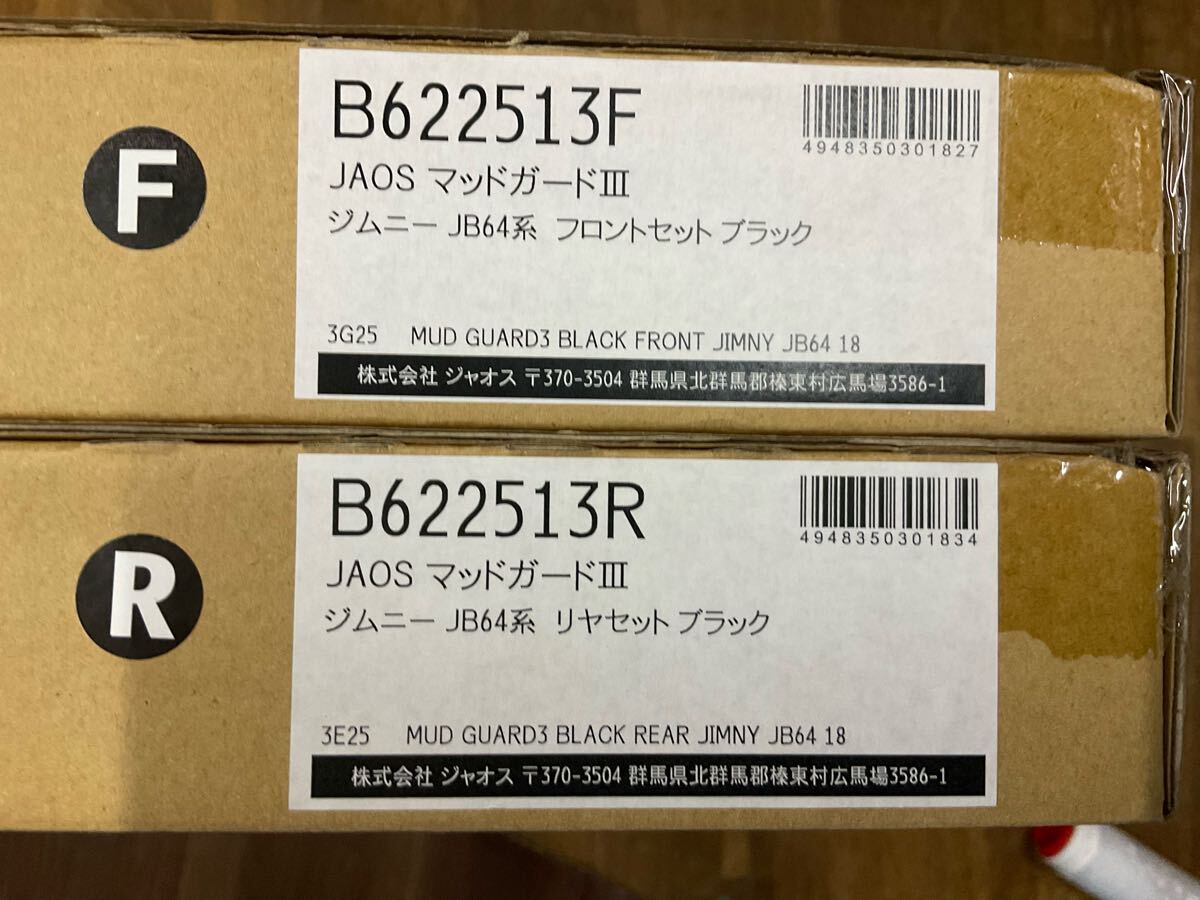 F
B622513F
4948350301827
JAOS マッドガードⅢ
ジムニー JB64系 フロントセット ブラック
3G25 MUD GUARD3 BLACK FRONT JIMNY JB64 18
株式会社 ジャオス 〒370-3504 群馬県北群馬郡榛東村広馬場3586-1
R
B622513R
4948350301834
JAOS マッドガードⅢ
ジムニー JB64系 リヤセット ブラック
3E25 MUD GUARD3 BLACK REAR JIMNY JB64 18
株式会社 ジャオス 〒370-3504 群馬県北群馬郡榛東村広馬場3586-1